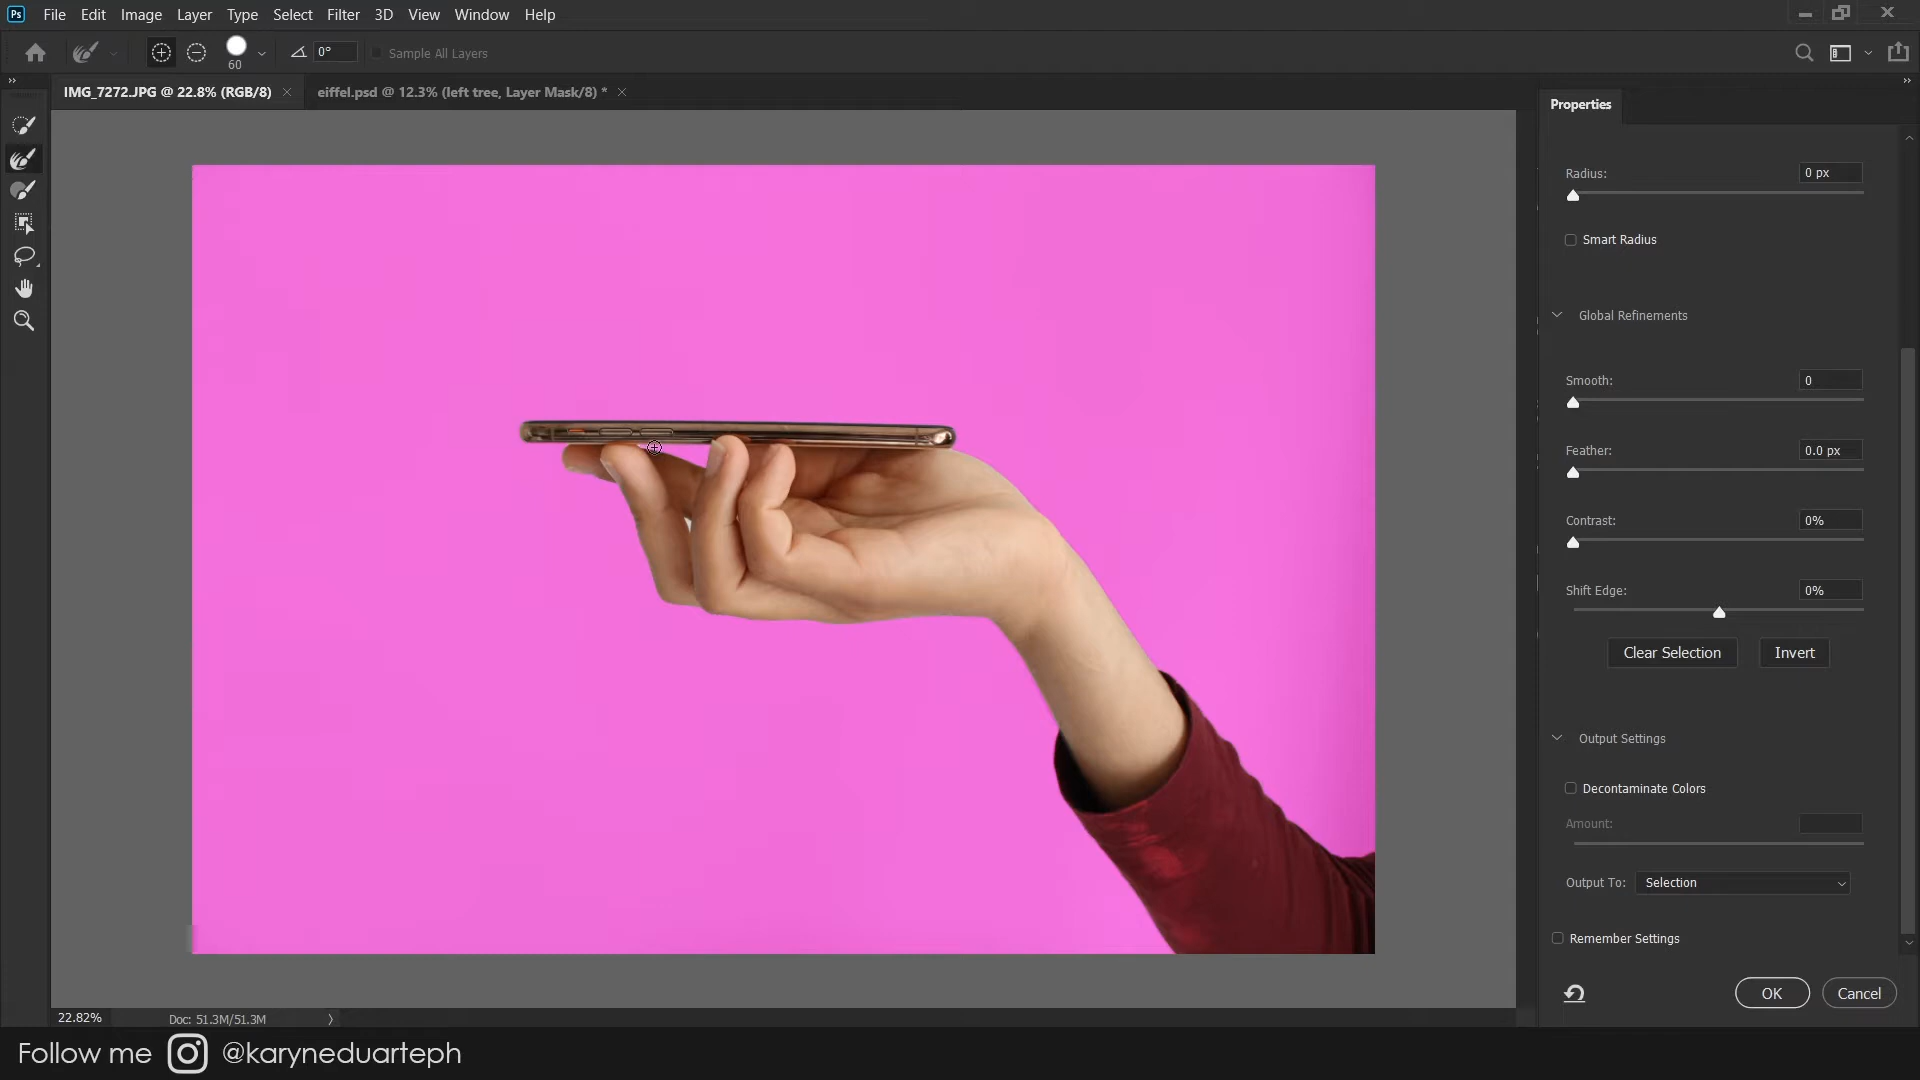 Ps File Edit Image Layer Type Select Filter 3D View Window Help
60 0° Sample All Layers
IMG_7272.JPG @ 22.8% (RGB/8) eiffel.psd @ 12.3% (left tree, Layer Mask/8) *
Properties
Radius: 0 px
Smart Radius
Global Refinements
Smooth: 0
Feather: 0.0 px
Contrast: 0%
Shift Edge: 0%
Clear Selection Invert
Output Settings
Decontaminate Colors
Amount:
Output To: Selection
Remember Settings
OK Cancel
22.82% Doc: 51.3M/51.3M
Follow me @karyneduarteph